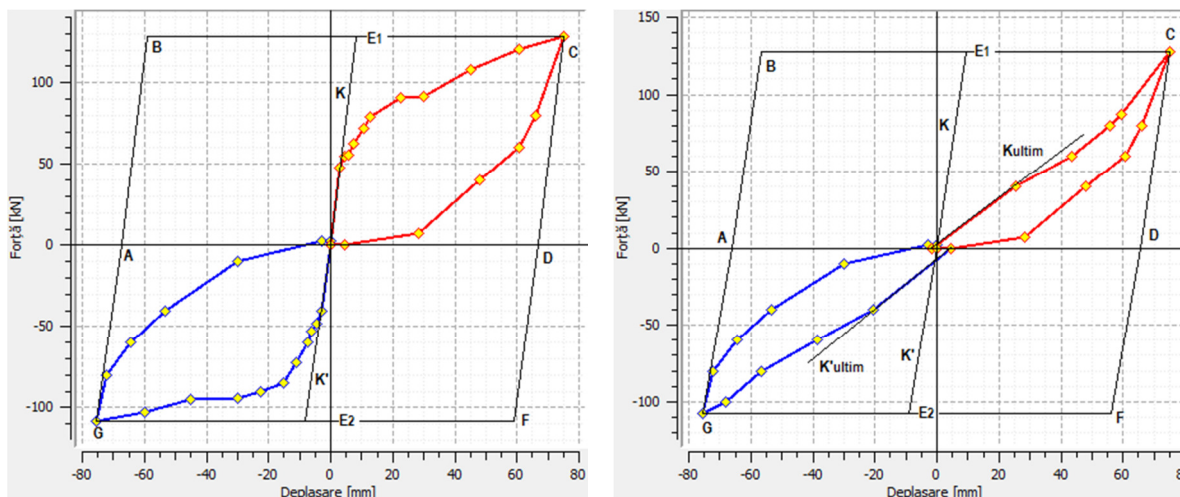 B
E1
C
100
K
50
Forță [kN]
0
A
D
-50
K'
-100
G
E2
F
-80 -60 -40 -20 0 20 40 60 80
Deplasare [mm]
150
C
E1
B
100
K
Kultim
50
Forță [kN]
0
A
D
-50
K'
K'ultim
-100
G
E2
F
-80 -60 -40 -20 0 20 40 60 80
Deplasare [mm]